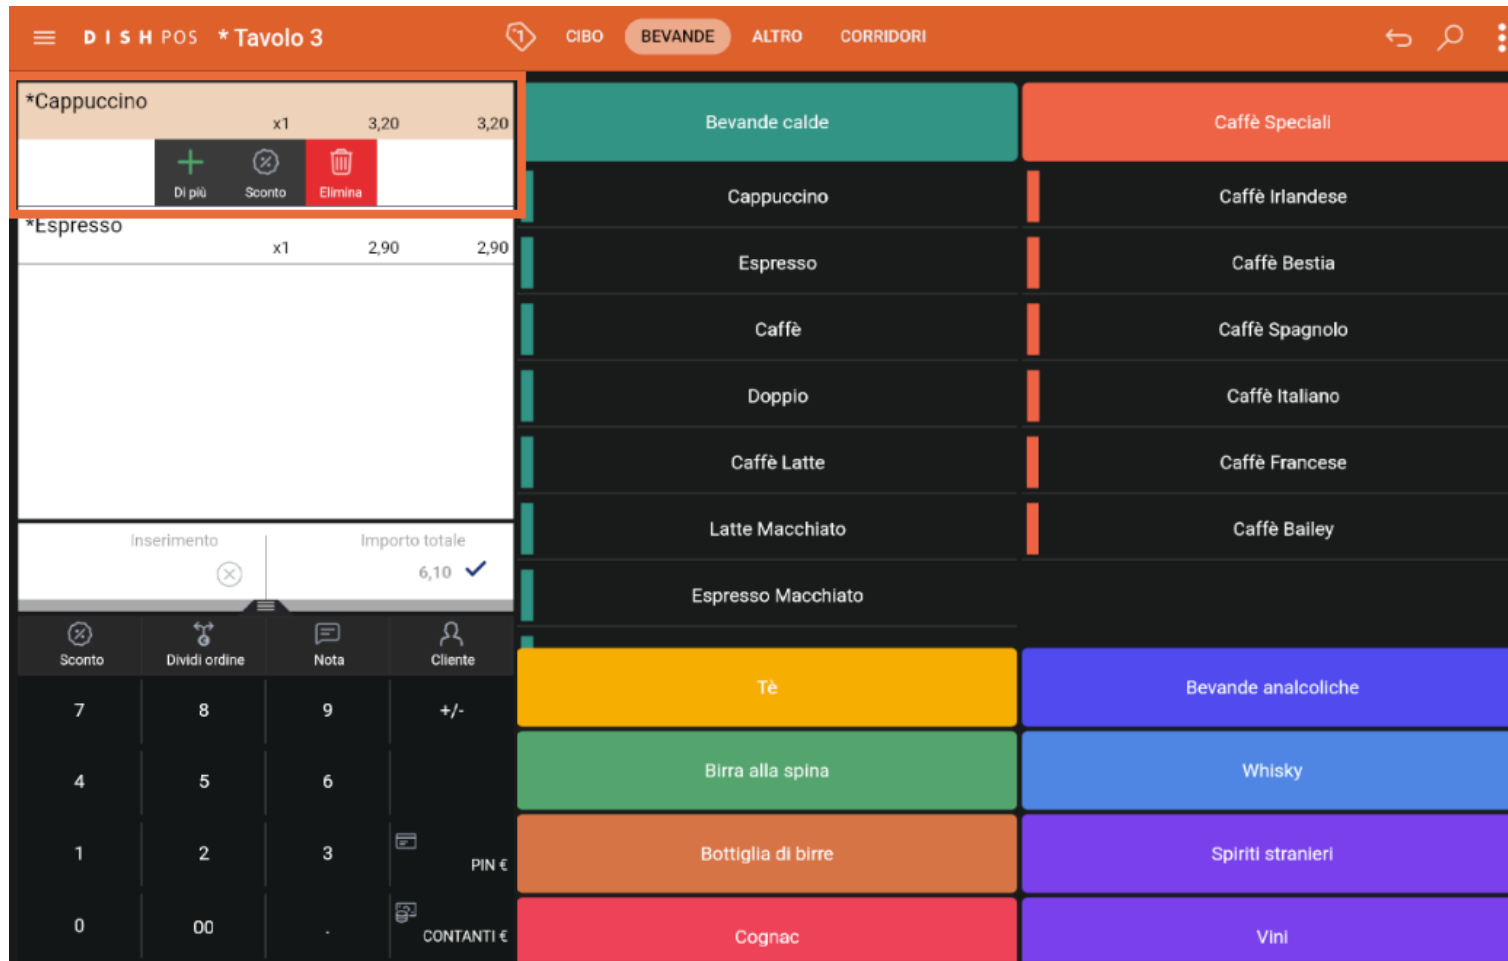 DISH POS * Tavolo 3
1 CIBO BEVANDE ALTRO CORRIDORI
*Cappuccino
x1 3,20 3,20
Di più Sconto Elimina
*Espresso
x1 2,90 2,90
Inserimento Importo totale
6,10
Sconto Dividi ordine Nota Cliente
7 8 9 +/-
4 5 6
1 2 3 PIN €
0 00 . CONTANTI €
Bevande calde
Cappuccino
Espresso
Caffè
Doppio
Caffè Latte
Latte Macchiato
Espresso Macchiato
Caffè Speciali
Caffè Irlandese
Caffè Bestia
Caffè Spagnolo
Caffè Italiano
Caffè Francese
Caffè Bailey
Tè Bevande analcoliche
Birra alla spina Whisky
Bottiglia di birre Spiriti stranieri
Cognac Vini